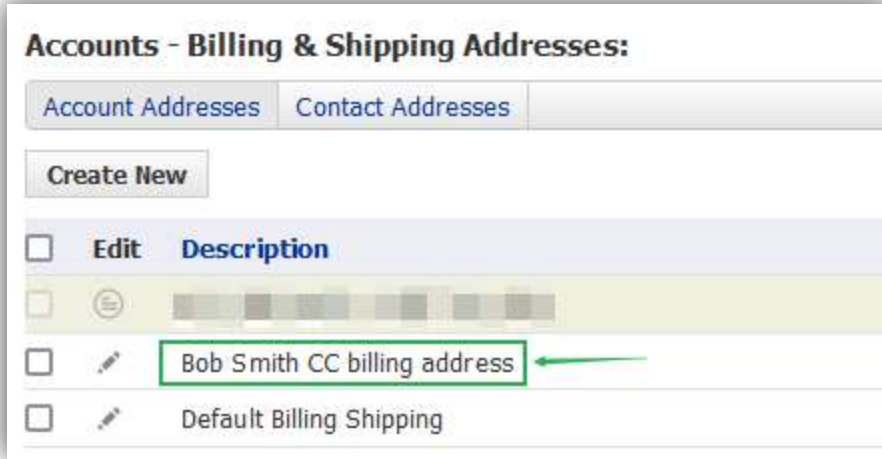 Accounts - Billing & Shipping Addresses:
Account Addresses Contact Addresses
Create New
Edit Description
Bob Smith CC billing address
Default Billing Shipping